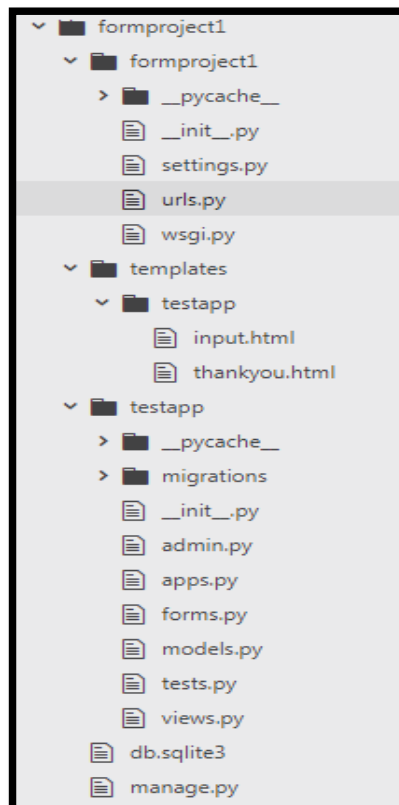 formproject1
formproject1
__pycache__
__init__.py
settings.py
urls.py
wsgi.py
templates
testapp
input.html
thankyou.html
testapp
__pycache__
migrations
__init__.py
admin.py
apps.py
forms.py
models.py
tests.py
views.py
db.sqlite3
manage.py